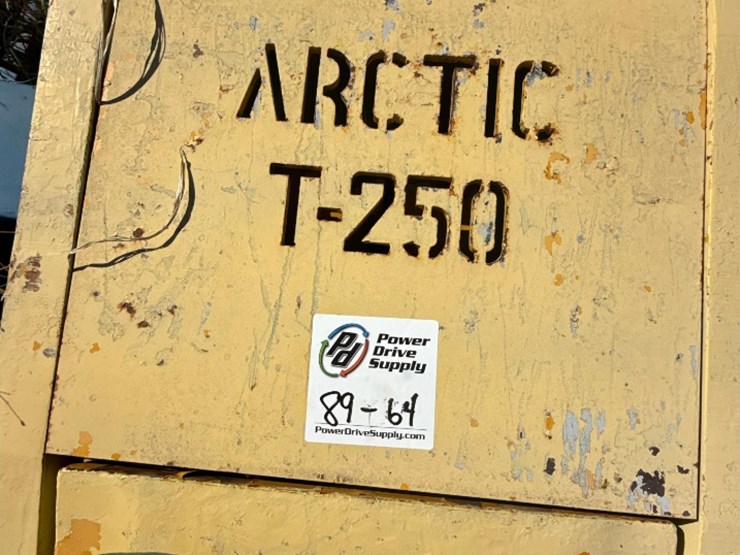 ARCTIC
T-250
Pd
Power
Drive
Supply
89-64
PowerDriveSupply.com